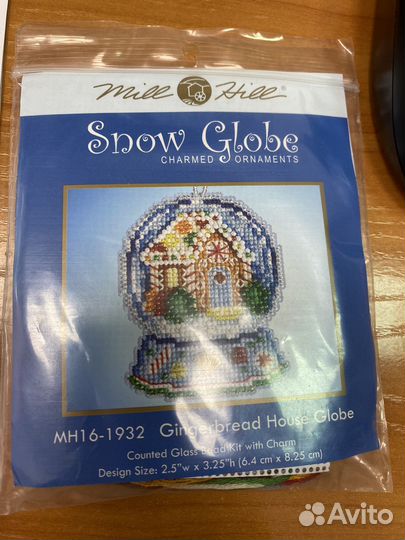 Mill Hill®
Snow Globe
CHARMED ORNAMENTS
MH16-1932 Gingerbread House Globe
Counted Glass Bead Kit with Charm
Design Size: 2.5"w x 3.25"h (6.4 cm x 8.25 cm)
Avito